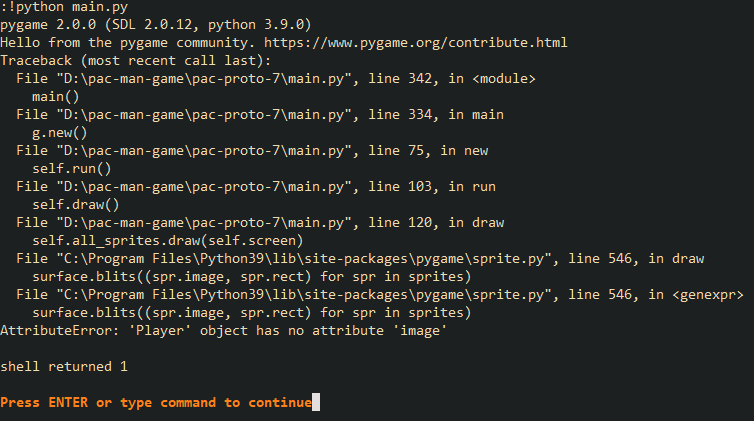 :!python main.py
pygame 2.0.0 (SDL 2.0.12, python 3.9.0)
Hello from the pygame community. https://www.pygame.org/contribute.html
Traceback (most recent call last):
  File "D:\pac-man-game\pac-proto-7\main.py", line 342, in <module>
    main()
  File "D:\pac-man-game\pac-proto-7\main.py", line 334, in main
    g.new()
  File "D:\pac-man-game\pac-proto-7\main.py", line 75, in new
    self.run()
  File "D:\pac-man-game\pac-proto-7\main.py", line 103, in run
    self.draw()
  File "D:\pac-man-game\pac-proto-7\main.py", line 120, in draw
    self.all_sprites.draw(self.screen)
  File "C:\Program Files\Python39\lib\site-packages\pygame\sprite.py", line 546, in draw
    surface.blits((spr.image, spr.rect) for spr in sprites)
  File "C:\Program Files\Python39\lib\site-packages\pygame\sprite.py", line 546, in <genexpr>
    surface.blits((spr.image, spr.rect) for spr in sprites)
AttributeError: 'Player' object has no attribute 'image'
shell returned 1
Press ENTER or type command to continue